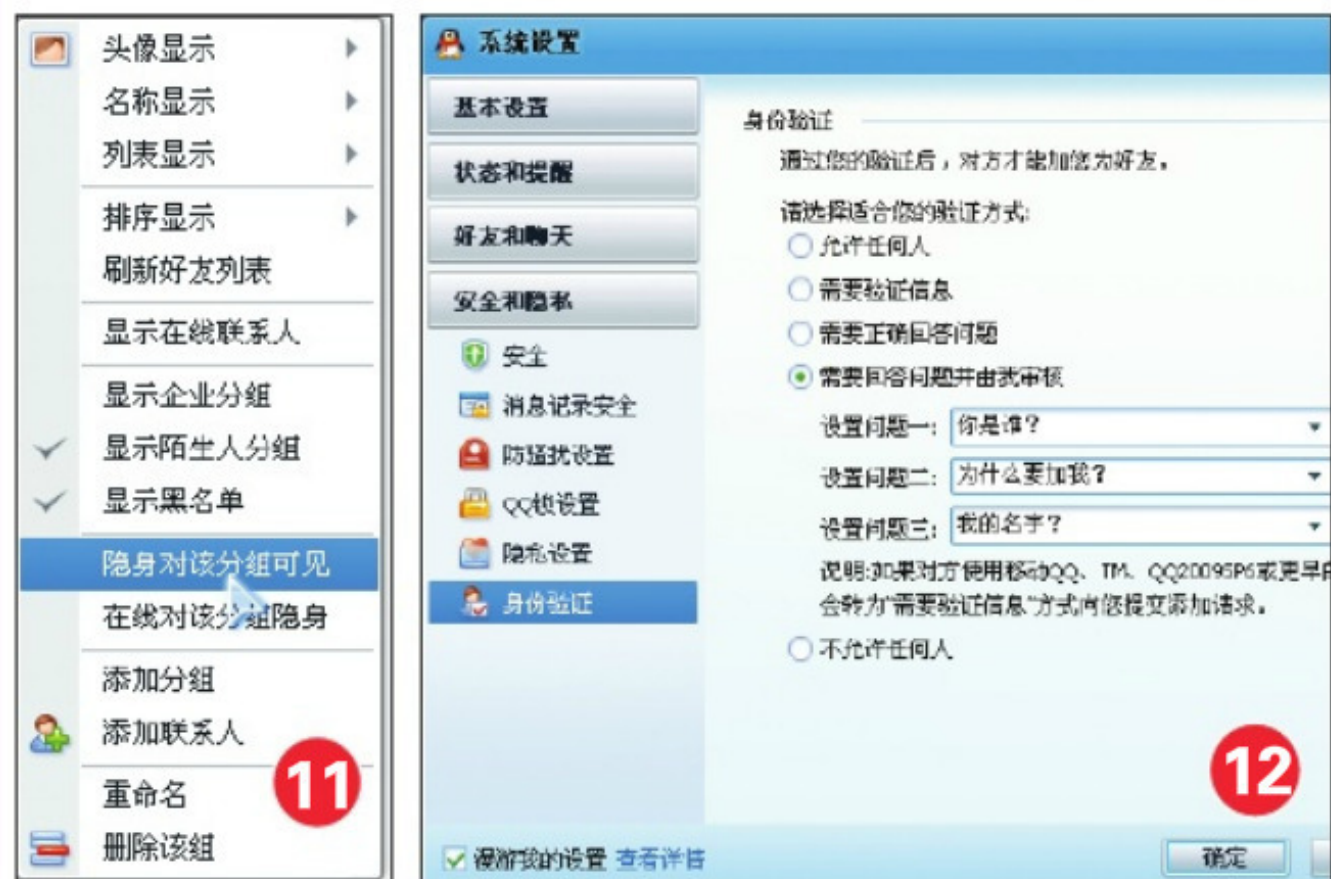 头像显示
名称显示
列表显示
排序显示
刷新好友列表
显示在线联系人
显示企业分组
显示陌生人分组
显示黑名单
隐身对该分组可见
在线对该分组隐身
添加分组
添加联系人
重命名
删除该组
11
系统设置
基本设置
状态和提醒
好友和聊天
安全和隐私
安全
消息记录安全
防骚扰设置
QQ锁设置
隐私设置
身份验证
漫游我的设置 查看详情
身份验证
通过您的验证后，对方才能加您为好友。
请选择适合您的验证方式:
允许任何人
需要验证信息
需要正确回答问题
需要回答问题并由我审核
设置问题一: 你是谁？
设置问题二: 为什么要加我？
设置问题三: 我的名字？
说明:如果对方使用移动QQ、TM、QQ2009SP6或更早
会转为“需要验证信息”方式向您提交添加请求。
不允许任何人
12
确定